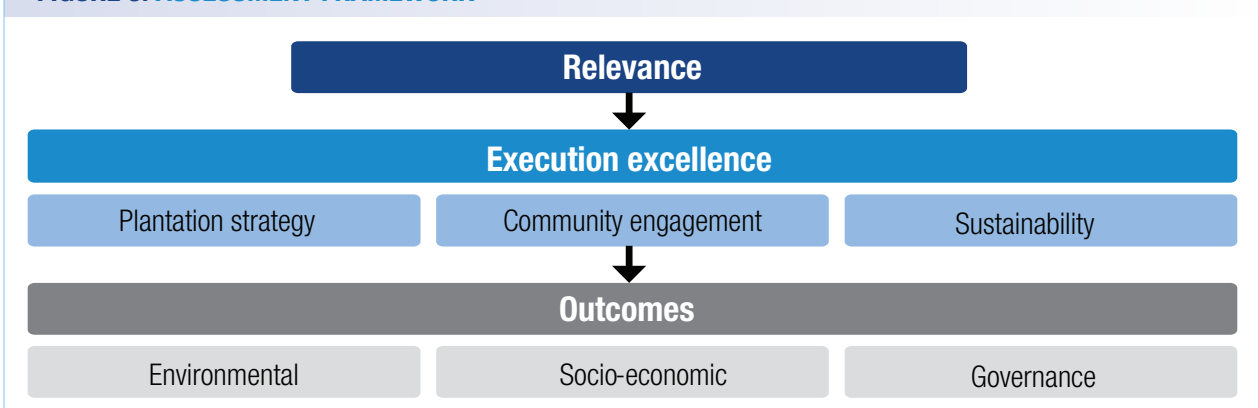 Relevance
Execution excellence
Plantation strategy
Community engagement
Sustainability
Outcomes
Environmental
Socio-economic
Governance